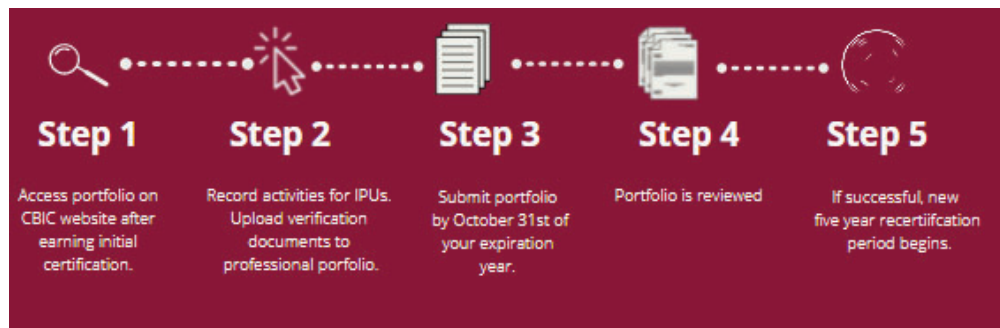 Step 1
Access portfolio on
CBIC website after
earning initial
certification.
Step 2
Record activities for IPUs.
Upload verification
documents to
professional porfolio.
Step 3
Submit portfolio
by October 31st of
your expiration
year.
Step 4
Portfolio is reviewed
Step 5
If successful, new
five year recertiifcation
period begins.